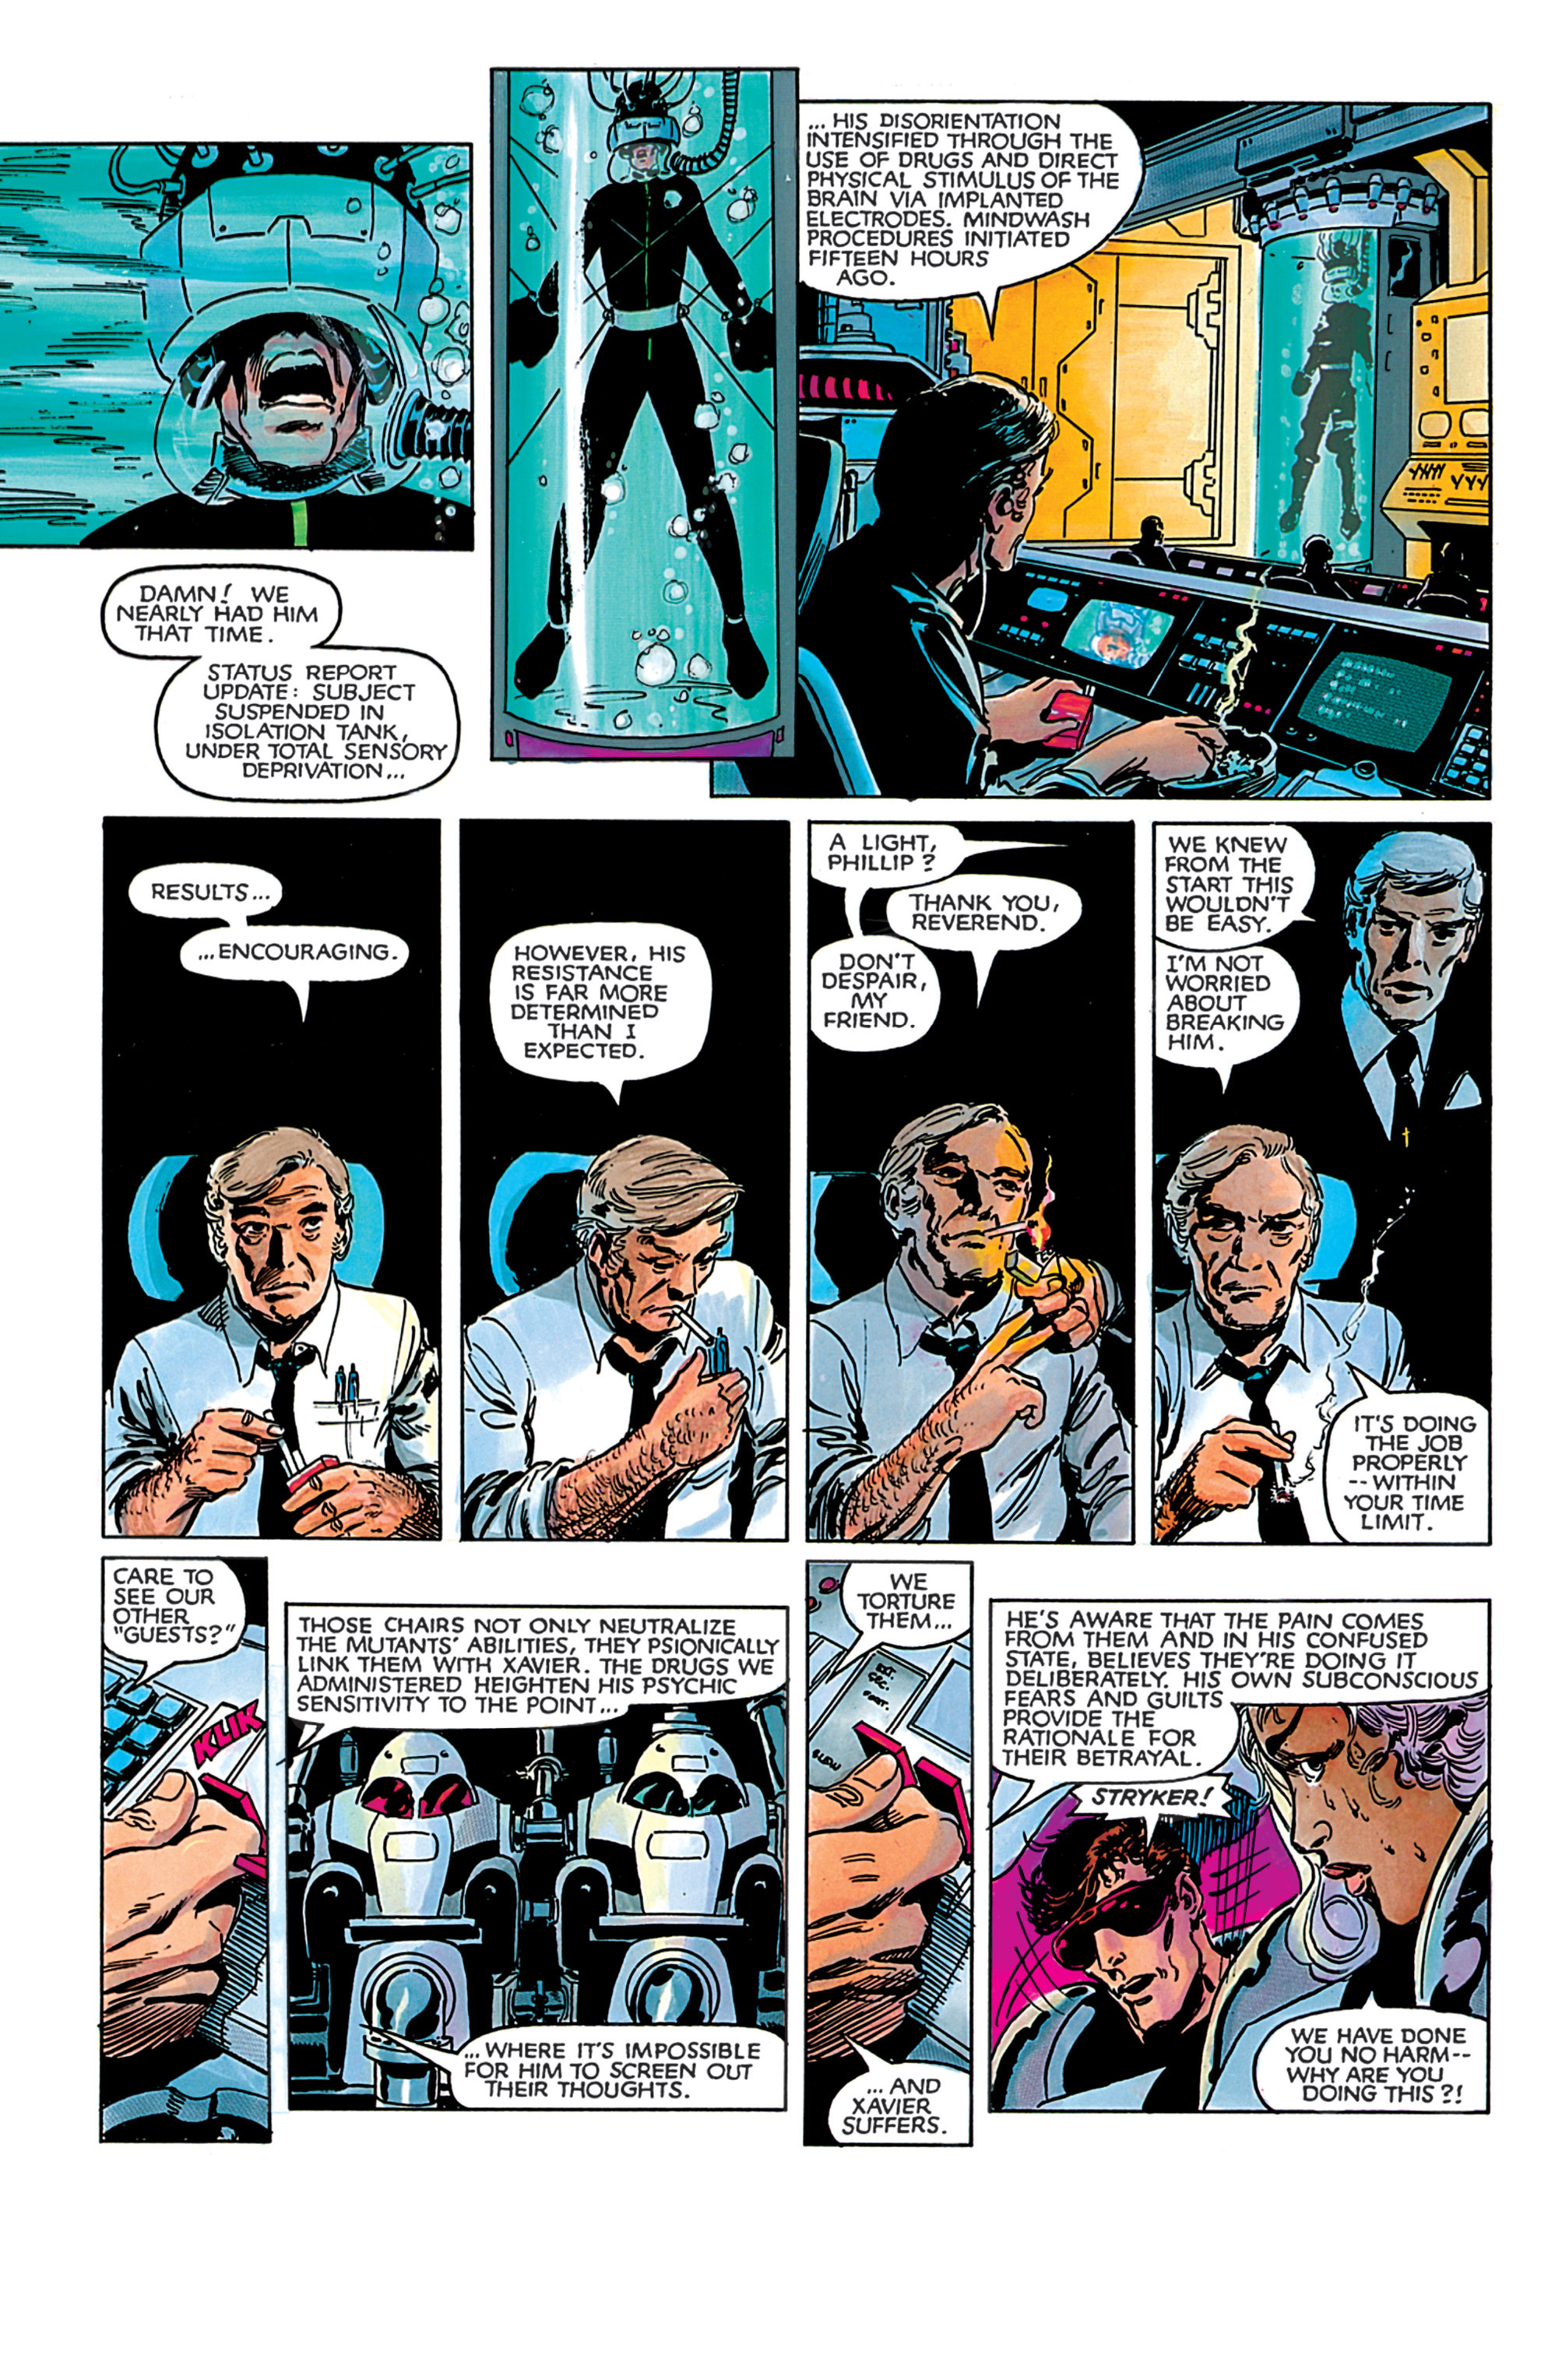 DAMN! WE
NEARLY HAD HIM
THAT TIME.
STATUS REPORT
UPDATE: SUBJECT
SUSPENDED IN
ISOLATION TANK,
UNDER TOTAL SENSORY
DEPRIVATION...
... HIS DISORIENTATION
INTENSIFIED THROUGH THE
USE OF DRUGS AND DIRECT
PHYSICAL STIMULUS OF THE
BRAIN VIA IMPLANTED
ELECTRODES. MINDWASH
PROCEDURES INITIATED
FIFTEEN HOURS
AGO.
RESULTS...
...ENCOURAGING.
HOWEVER, HIS
RESISTANCE
IS FAR MORE
DETERMINED
THAN I
EXPECTED.
A LIGHT,
PHILLIP?
THANK YOU,
REVEREND.
DON'T
DESPAIR,
MY
FRIEND.
WE KNEW
FROM THE
START THIS
WOULDN'T
BE EASY.
I'M NOT
WORRIED
ABOUT
BREAKING
HIM.
IT'S DOING
THE JOB
PROPERLY
--WITHIN
YOUR TIME
LIMIT.
CARE TO
SEE OUR
OTHER
"GUESTS?"
KLIK
THOSE CHAIRS NOT ONLY NEUTRALIZE
THE MUTANTS' ABILITIES, THEY PSIONICALLY
LINK THEM WITH XAVIER. THE DRUGS WE
ADMINISTERED HEIGHTEN HIS PSYCHIC
SENSITIVITY TO THE POINT...
...WHERE IT'S IMPOSSIBLE
FOR HIM TO SCREEN OUT
THEIR THOUGHTS.
WE
TORTURE
THEM...
EXT.
SEC.
...AND
XAVIER
SUFFERS.
HE'S AWARE THAT THE PAIN COMES
FROM THEM AND IN HIS CONFUSED
STATE, BELIEVES THEY'RE DOING IT
DELIBERATELY. HIS OWN SUBCONSCIOUS
FEARS AND GUILTS
PROVIDE THE
RATIONALE FOR
THEIR BETRAYAL.
STRYKER!
WE HAVE DONE
YOU NO HARM--
WHY ARE YOU
DOING THIS?!